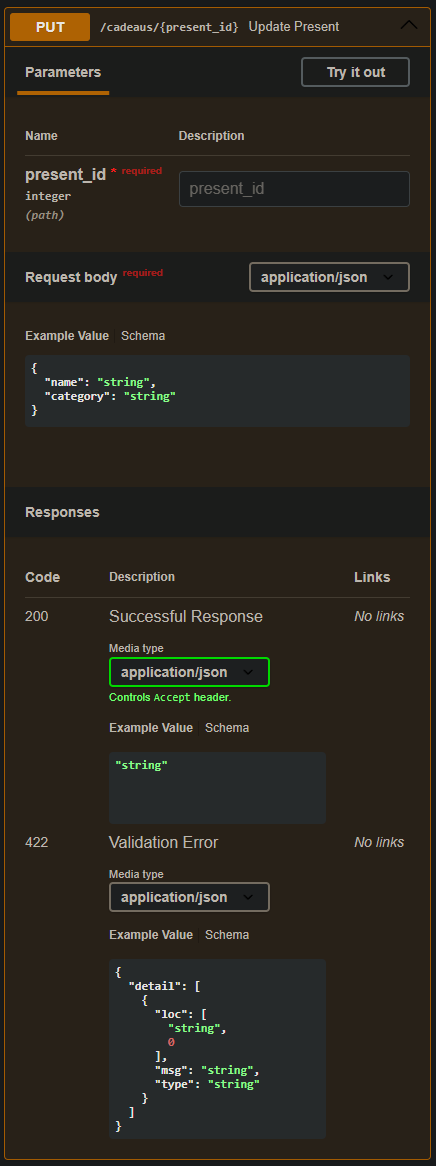 PUT /cadeaus/{present_id} Update Present
Parameters
Try it out
Name Description
present_id * required
integer
(path)
present_id
Request body required
application/json
Example Value Schema
{
  "name": "string",
  "category": "string"
}
Responses
Code Description Links
200 Successful Response No links
Media type
application/json
Controls Accept header.
Example Value Schema
"string"
422 Validation Error No links
Media type
application/json
Example Value Schema
{
  "detail": [
    {
      "loc": [
        "string",
        0
      ],
      "msg": "string",
      "type": "string"
    }
  ]
}